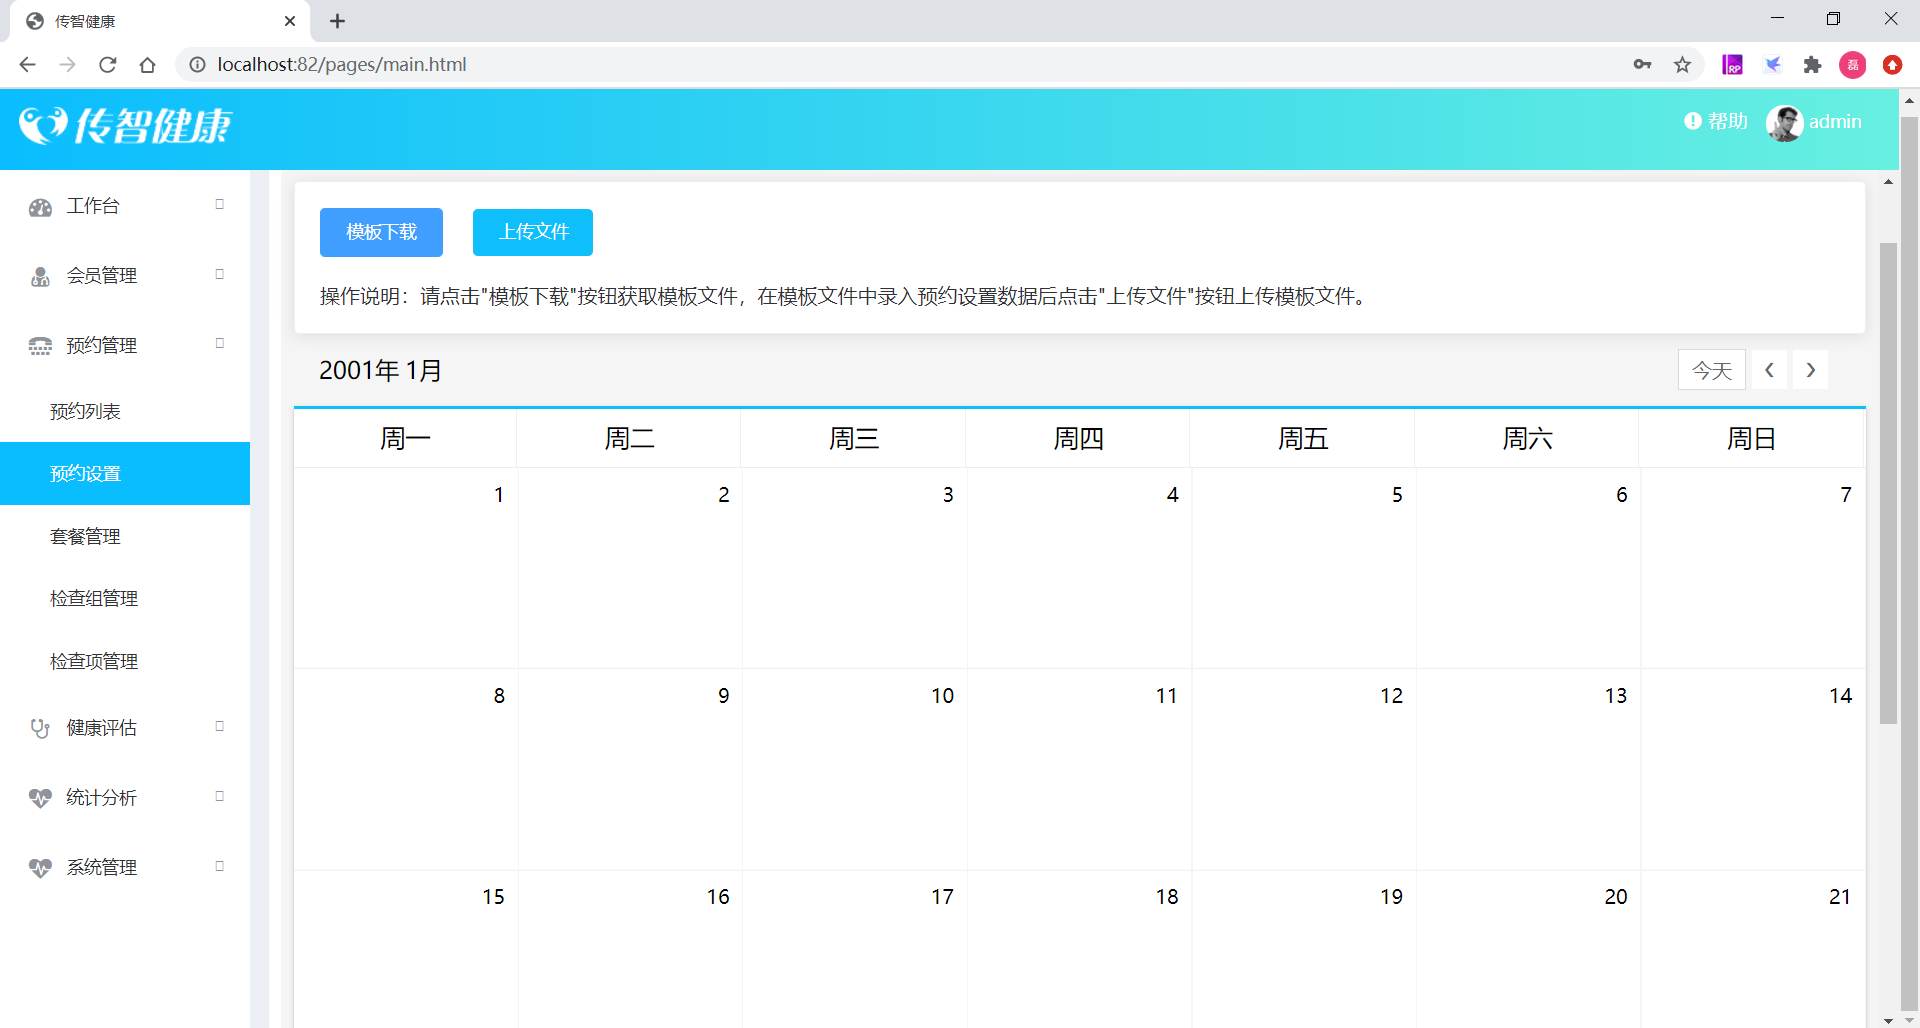 传智健康
localhost:82/pages/main.html
RP
磊
传智健康
帮助
admin
工作台
会员管理
预约管理
预约列表
预约设置
套餐管理
检查组管理
检查项管理
健康评估
统计分析
系统管理
模板下载 上传文件
操作说明：请点击"模板下载"按钮获取模板文件，在模板文件中录入预约设置数据后点击"上传文件"按钮上传模板文件。
2001年 1月
今天 ❮ ❯
周一 周二 周三 周四 周五 周六 周日
1 2 3 4 5 6 7
8 9 10 11 12 13 14
15 16 17 18 19 20 21